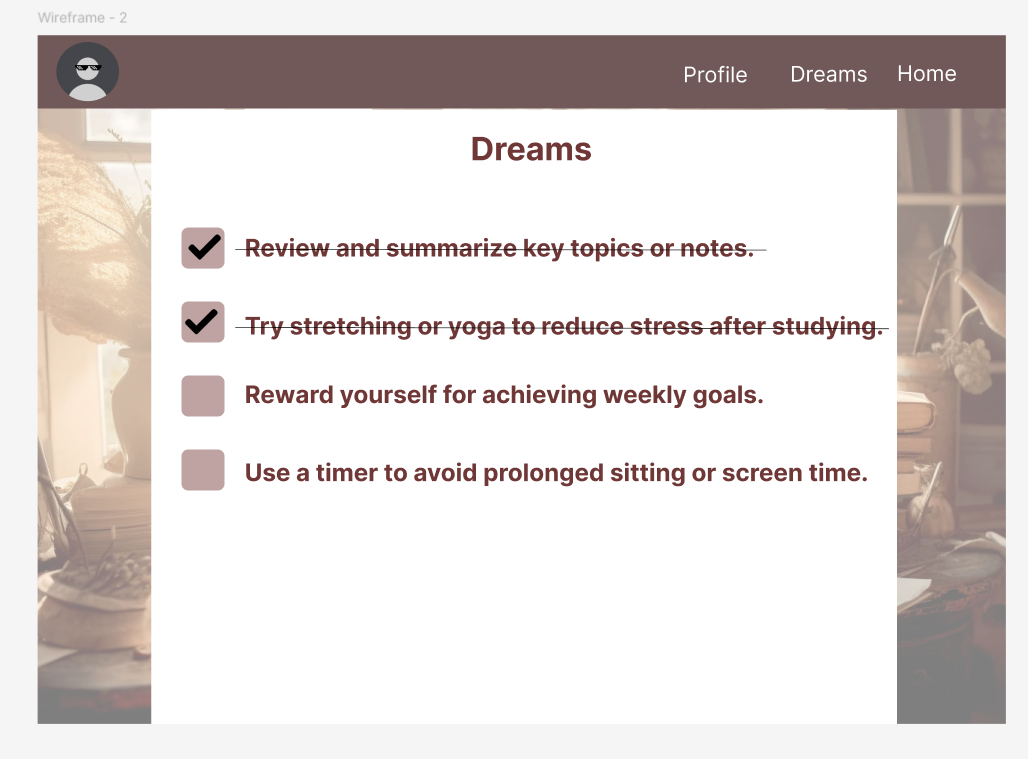 Wireframe - 2
Profile Dreams Home
Dreams
Review and summarize key topics or notes.
Try stretching or yoga to reduce stress after studying.
Reward yourself for achieving weekly goals.
Use a timer to avoid prolonged sitting or screen time.